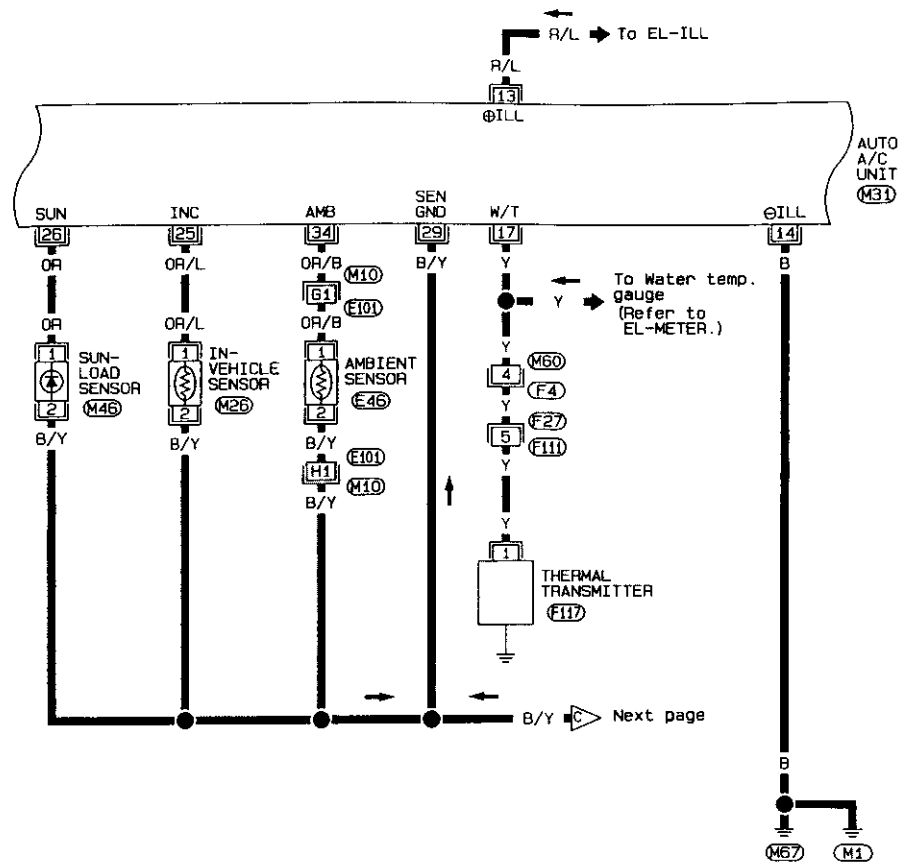 R/L To EL-ILL
R/L
13
⊕ILL
AUTO
A/C
UNIT
M31
SUN INC AMB SEN
GND W/T ⊖ILL
26 25 34 29 17 14
OR OR/L OR/B B/Y Y B
M10
G1
E101
Y To Water temp.
gauge
(Refer to
EL-METER.)
OR OR/L OR/B Y
1 1 1
SUN-
LOAD
SENSOR
M46
IN-
VEHICLE
SENSOR
M26
AMBIENT
SENSOR
E46
2 2 2
B/Y B/Y B/Y
M60
4
F4
Y
F27
5
F111
Y
E101
H1
M10
B/Y
Y
1
THERMAL
TRANSMITTER
F117
B/Y C Next page
B
M67 M1